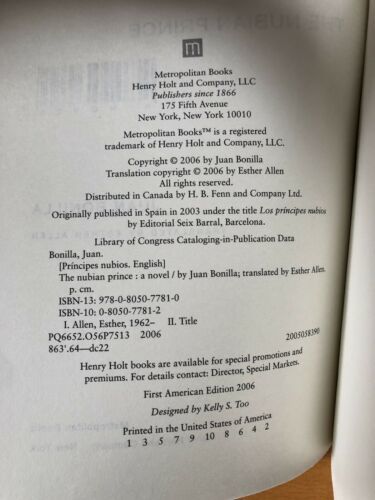 m
Metropolitan Books
Henry Holt and Company, LLC
Publishers since 1866
175 Fifth Avenue
New York, New York 10010
Metropolitan Books™ is a registered
trademark of Henry Holt and Company, LLC.
Copyright © 2006 by Juan Bonilla
Translation copyright © 2006 by Esther Allen
All rights reserved.
Distributed in Canada by H. B. Fenn and Company Ltd.
Originally published in Spain in 2003 under the title Los príncipes nubios
by Editorial Seix Barral, Barcelona.
Library of Congress Cataloging-in-Publication Data
Bonilla, Juan.
[Príncipes nubios. English]
The nubian prince : a novel / by Juan Bonilla; translated by Esther Allen.
p. cm.
ISBN-13: 978-0-8050-7781-0
ISBN-10: 0-8050-7781-2
I. Allen, Esther, 1962– II. Title
PQ6652.O56P7513 2006
863'.64—dc22 2005058390
Henry Holt books are available for special promotions and
premiums. For details contact: Director, Special Markets.
First American Edition 2006
Designed by Kelly S. Too
Printed in the United States of America
1 3 5 7 9 10 8 6 4 2